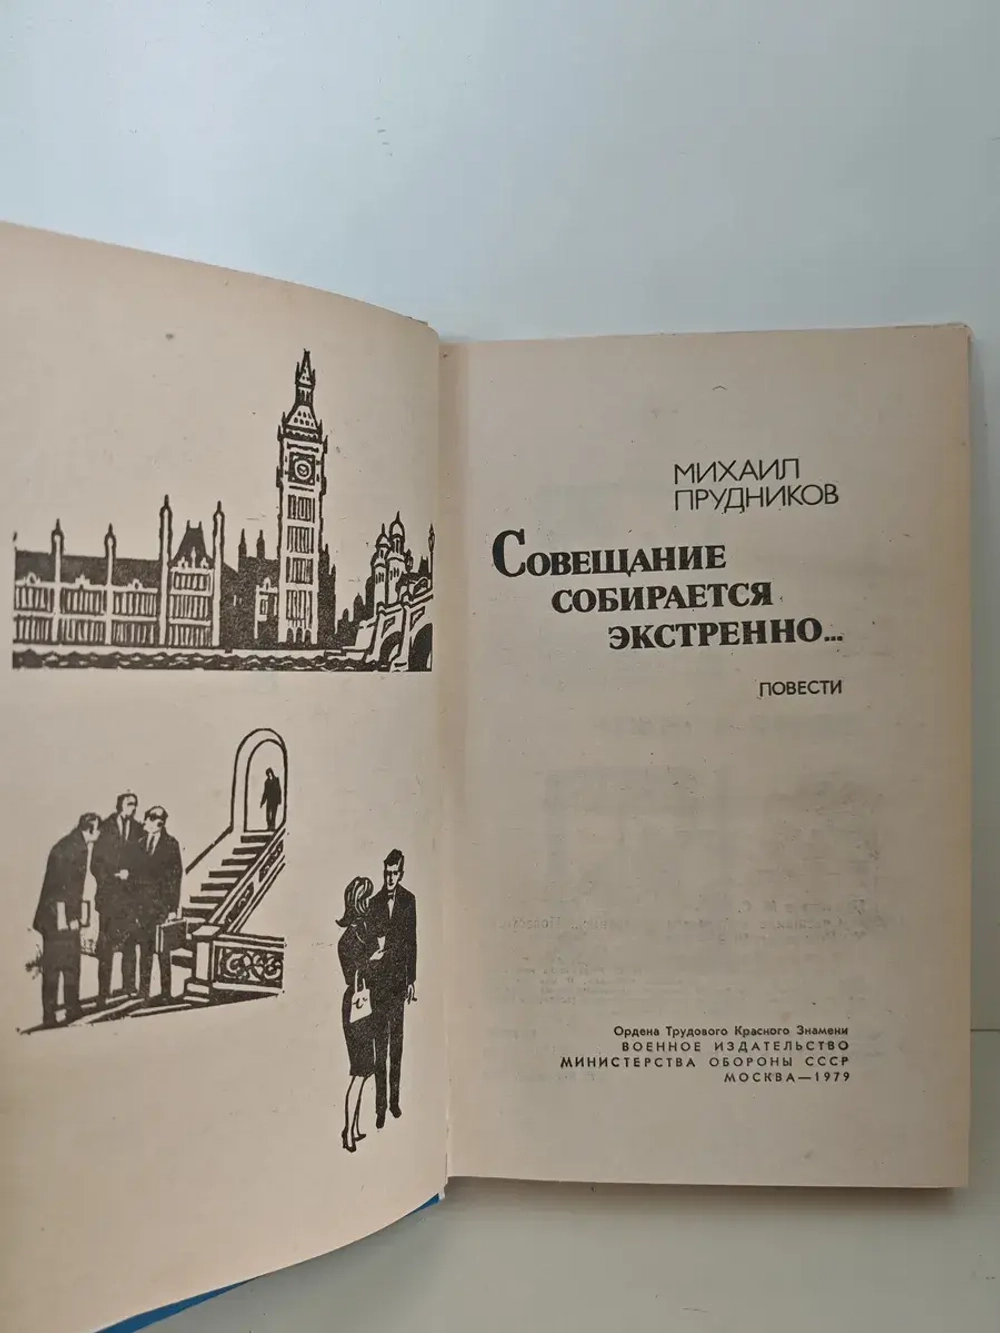 МИХАИЛ
ПРУДНИКОВ
СОВЕЩАНИЕ
СОБИРАЕТСЯ
ЭКСТРЕННО...
ПОВЕСТИ
Ордена Трудового Красного Знамени
ВОЕННОЕ ИЗДАТЕЛЬСТВО
МИНИСТЕРСТВА ОБОРОНЫ СССР
МОСКВА—1979